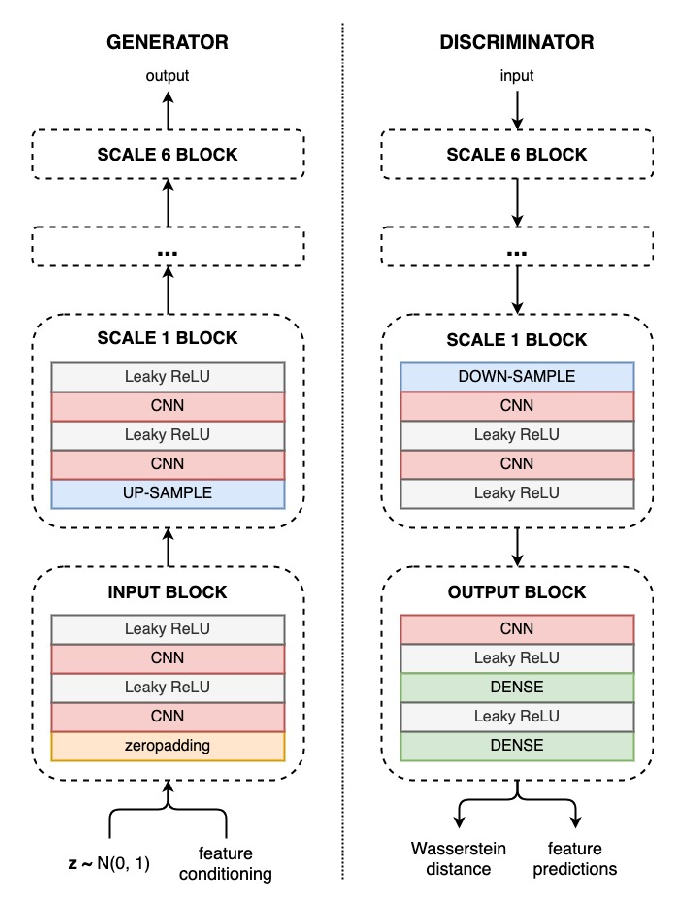 GENERATOR
output
SCALE 6 BLOCK
...
SCALE 1 BLOCK
Leaky ReLU
CNN
Leaky ReLU
CNN
UP-SAMPLE
INPUT BLOCK
Leaky ReLU
CNN
Leaky ReLU
CNN
zeropadding
z ~ N(0, 1)
feature
conditioning
DISCRIMINATOR
input
SCALE 6 BLOCK
...
SCALE 1 BLOCK
DOWN-SAMPLE
CNN
Leaky ReLU
CNN
Leaky ReLU
OUTPUT BLOCK
CNN
Leaky ReLU
DENSE
Leaky ReLU
DENSE
Wasserstein
distance
feature
predictions